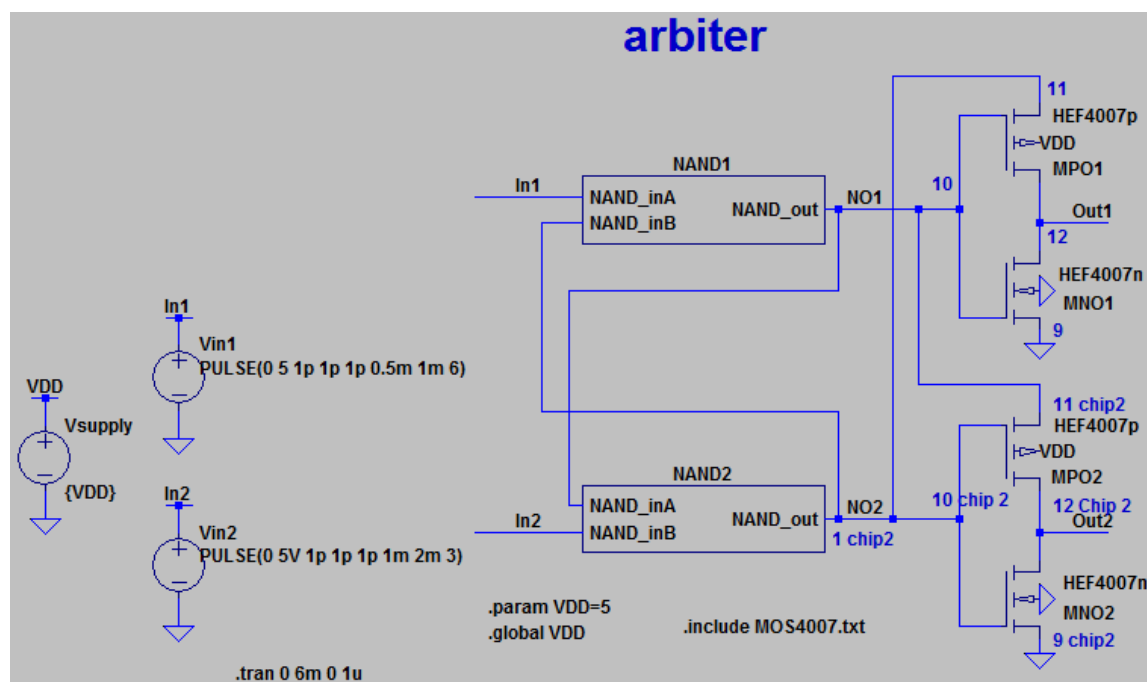 arbiter
11
HEF4007p
VDD
MPO1
NAND1
In1
NAND_inA
NAND_inB
NAND_out
NO1
10
Out1
12
HEF4007n
MNO1
9
In1
Vin1
PULSE(0 5 1p 1p 1p 0.5m 1m 6)
VDD
Vsupply
{VDD}
In2
Vin2
PULSE(0 5V 1p 1p 1p 1m 2m 3)
11 chip2
HEF4007p
VDD
MPO2
NAND2
In2
NAND_inA
NAND_inB
NAND_out
NO2
1 chip2
10 chip 2
12 Chip 2
Out2
HEF4007n
MNO2
9 chip2
.param VDD=5
.global VDD
.include MOS4007.txt
.tran 0 6m 0 1u